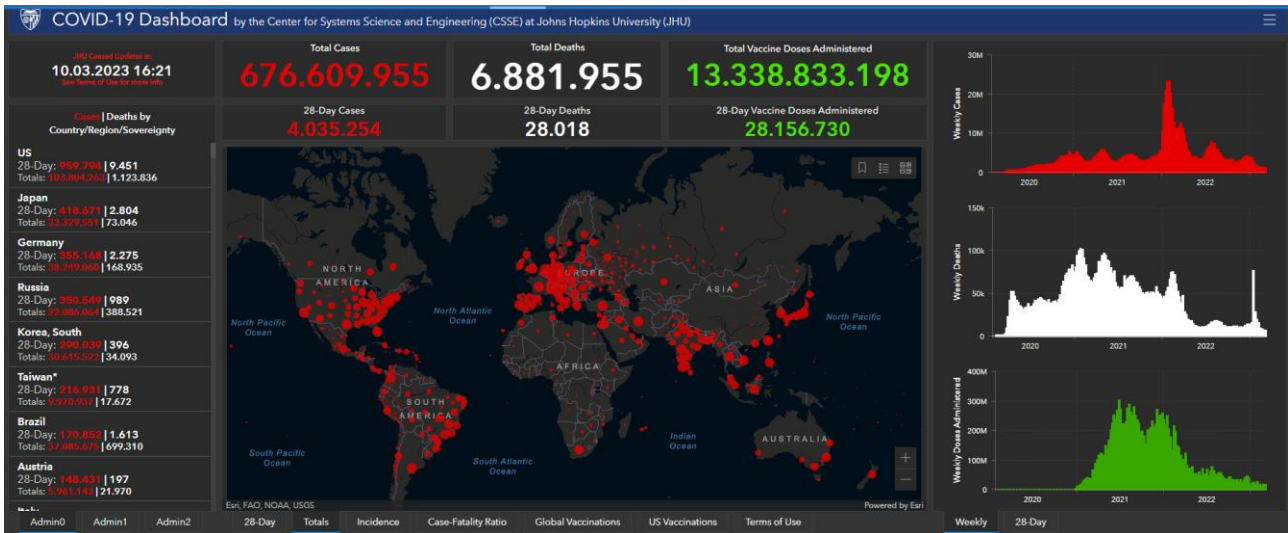 COVID-19 Dashboard by the Center for Systems Science and Engineering (CSSE) at Johns Hopkins University (JHU)
JHU Ceased Updates at:
10.03.2023 16:21
See Terms of Use for more info.
Cases | Deaths by
Country/Region/Sovereignty
US
28-Day: 959.794 | 9.451
Totals: 103.804.263 | 1.123.836
Japan
28-Day: 418.671 | 2.804
Totals: 33.329.551 | 73.046
Germany
28-Day: 355.168 | 2.275
Totals: 38.249.060 | 168.935
Russia
28-Day: 350.549 | 989
Totals: 22.086.064 | 388.521
Korea, South
28-Day: 290.039 | 396
Totals: 30.615.522 | 34.093
Taiwan*
28-Day: 216.931 | 778
Totals: 9.970.937 | 17.672
Brazil
28-Day: 170.852 | 1.613
Totals: 37.085.675 | 699.310
Austria
28-Day: 148.431 | 197
Totals: 5.961.143 | 21.970
Admin0 Admin1 Admin2
Total Cases
676.609.955
Total Deaths
6.881.955
Total Vaccine Doses Administered
13.338.833.198
28-Day Cases
4.035.254
28-Day Deaths
28.018
28-Day Vaccine Doses Administered
28.156.730
NORTH
AMERICA
EUROPE
ASIA
North Pacific
Ocean
North Atlantic
Ocean
North Pacific
Ocean
AFRICA
SOUTH
AMERICA
Indian
Ocean
AUSTRALIA
South Pacific
Ocean
South Atlantic
Ocean
+
−
Esri, FAO, NOAA, USGS
Powered by Esri
28-Day Totals Incidence Case-Fatality Ratio Global Vaccinations US Vaccinations Terms of Use
Weekly Cases
30M
20M
10M
0
2020 2021 2022
Weekly Deaths
150k
100k
50k
0
2020 2021 2022
Weekly Doses Administered
400M
300M
200M
100M
0
2020 2021 2022
Weekly 28-Day